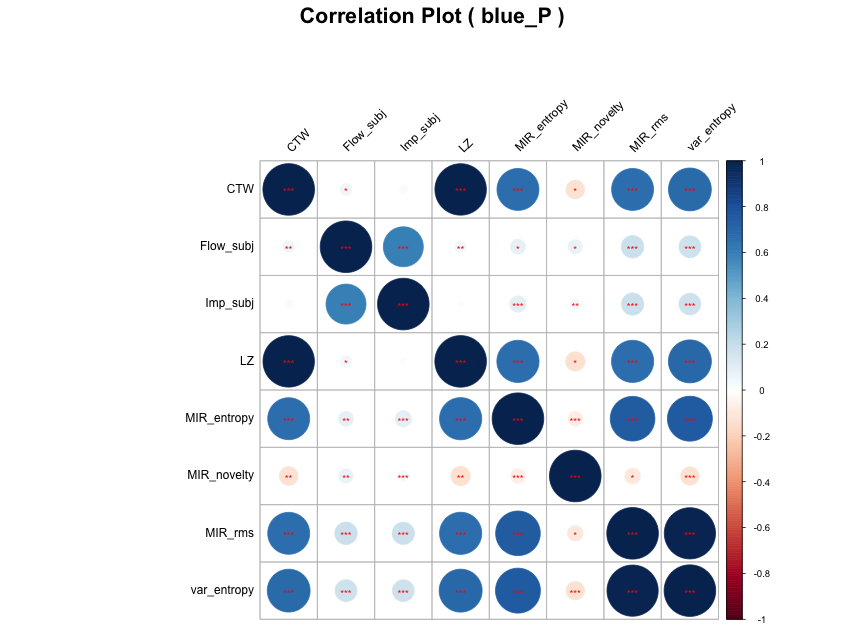 Correlation Plot ( blue_P )
CTW Flow_subj Imp_subj LZ MIR_entropy MIR_novelty MIR_rms var_entropy
CTW *** * *** *** * *** ***
Flow_subj ** *** *** ** * * *** ***
Imp_subj *** *** *** ** *** ***
LZ *** * *** *** * *** ***
MIR_entropy *** ** *** *** *** *** *** ***
MIR_novelty ** ** *** ** *** *** * ***
MIR_rms *** *** *** *** *** * *** ***
var_entropy *** *** *** *** *** *** *** ***
1
0.8
0.6
0.4
0.2
0
-0.2
-0.4
-0.6
-0.8
-1